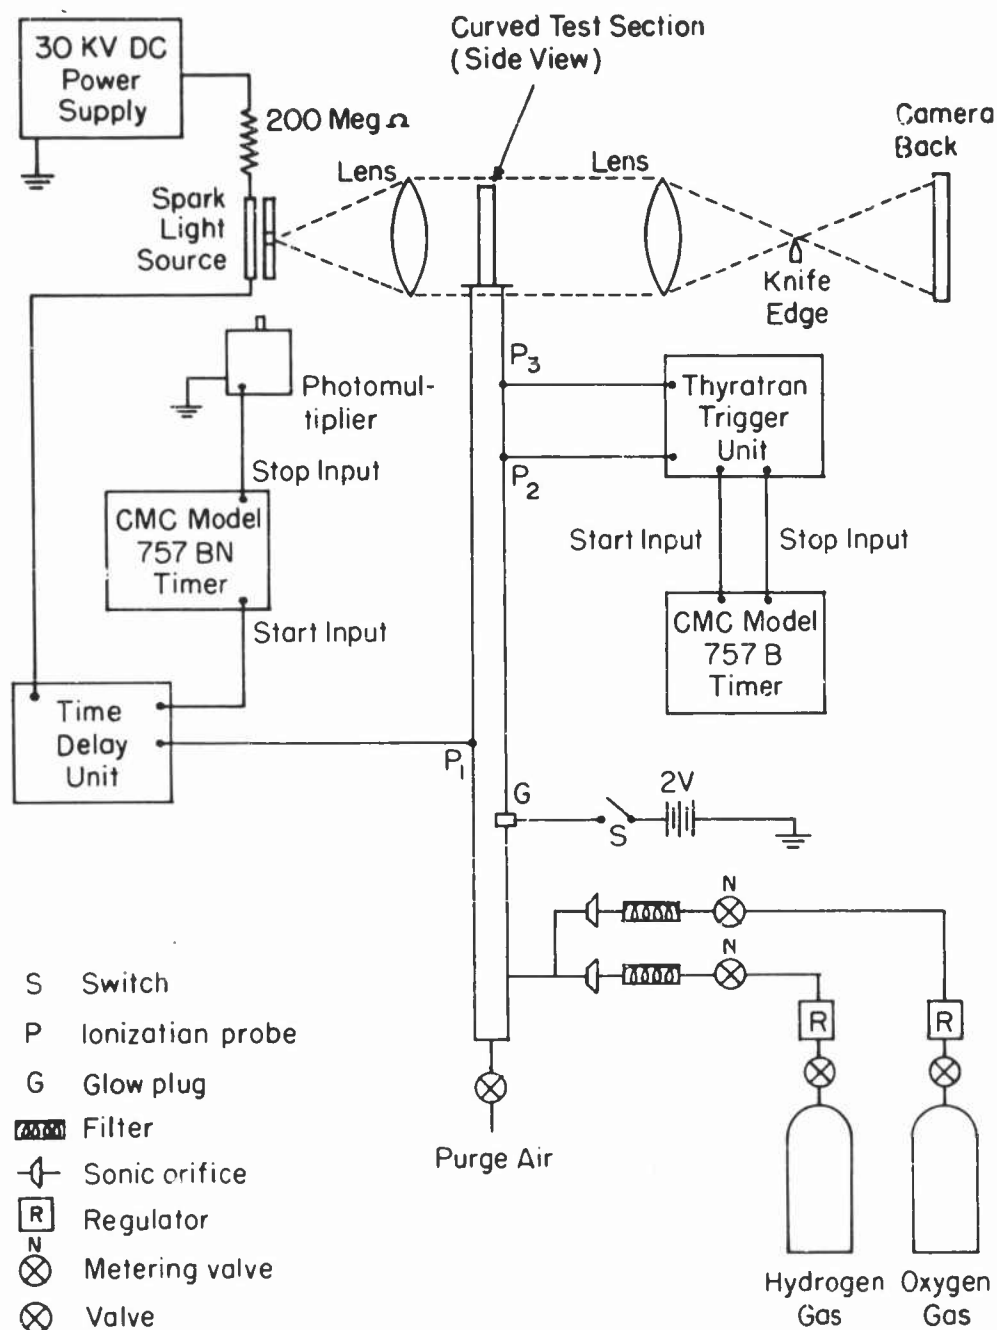 Curved Test Section
(Side View)
30 KV DC
Power
Supply
200 Meg Ω
Camera
Back
Lens
Lens
Spark
Light
Source
Knife
Edge
P3
Photomul-
tiplier
Thyratran
Trigger
Unit
P2
Stop Input
CMC Model
757 BN
Timer
Start Input
Stop Input
Start Input
CMC Model
757 B
Timer
Time
Delay
Unit
P1
G
2V
S
N
N
R
R
S Switch
P Ionization probe
G Glow plug
Filter
Sonic orifice
R Regulator
N
Metering valve
Valve
Purge Air
Hydrogen
Gas
Oxygen
Gas